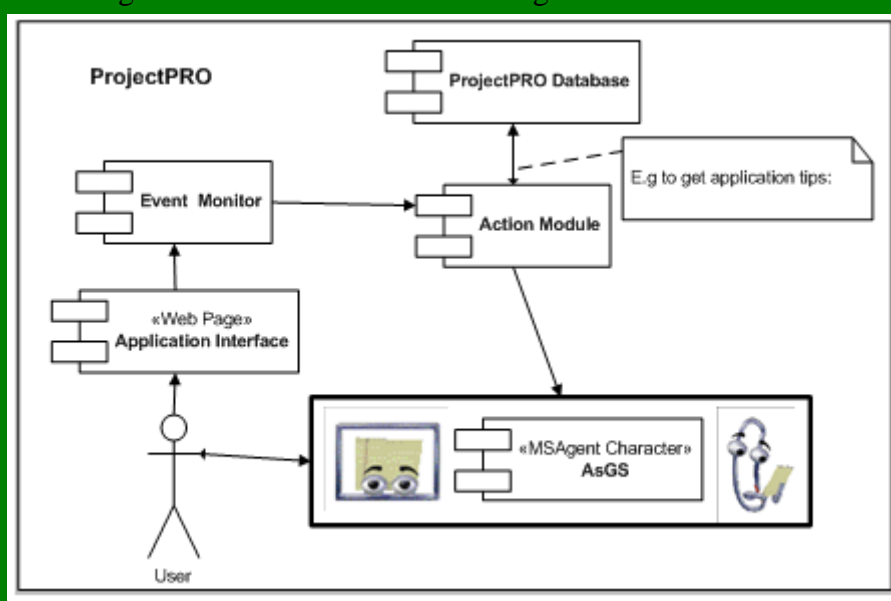 ProjectPRO
ProjectPRO Database
E.g to get application tips:
Event Monitor
Action Module
«Web Page»
Application Interface
«MSAgent Character»
AsGS
User